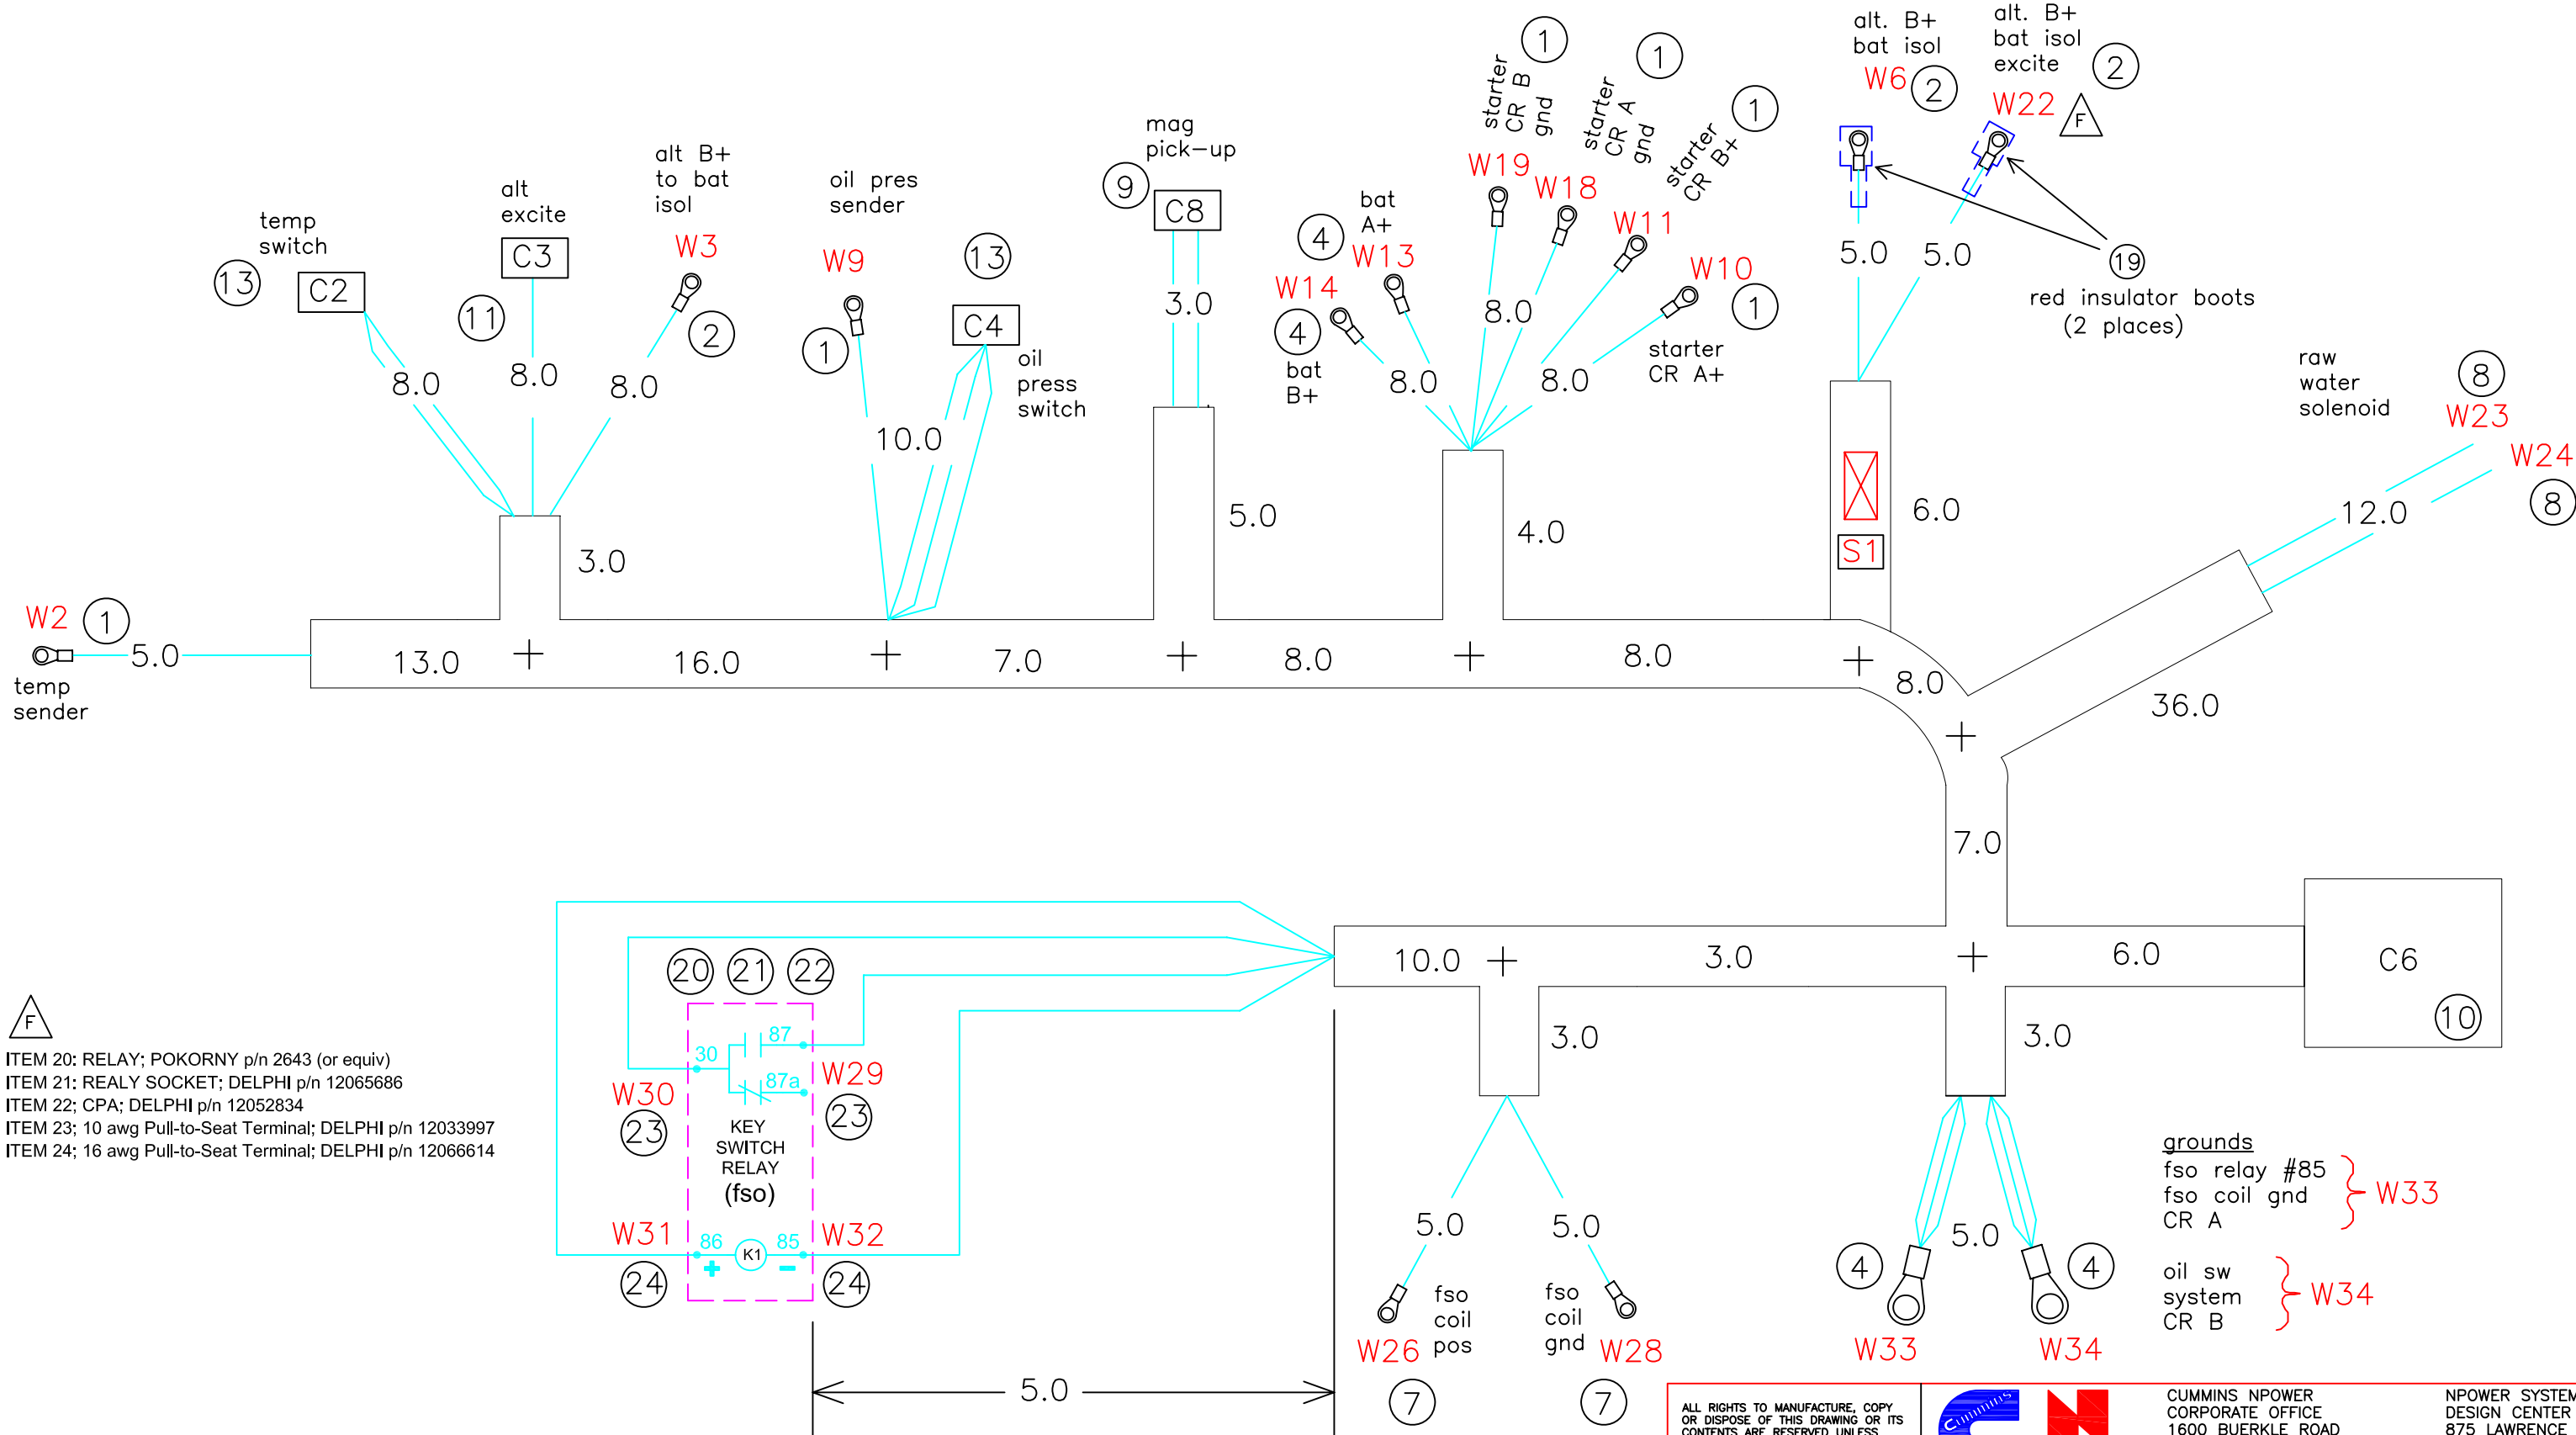 temp
switch
13
C2
8.0
alt
excite
C3
11
8.0
alt B+
to bat
isol
W3
2
8.0
3.0
oil pres
sender
W9
1
10.0
13
C4
oil
press
switch
mag
pick-up
9
C8
3.0
5.0
bat
A+
4
W13
W14
4
bat
B+
8.0
starter
CR B
gnd
1
W19
8.0
starter
CR A
gnd
1
W18
starter
CR B+
1
W11
W10
1
starter
CR A+
8.0
4.0
alt. B+
bat isol
W6
2
5.0
alt. B+
bat isol
excite
2
W22
F
5.0
19
red insulator boots
(2 places)
S1
6.0
raw
water
solenoid
8
W23
W24
8
12.0
36.0
W2
1
5.0
temp
sender
13.0
16.0
7.0
8.0
8.0
8.0
7.0
10.0
3.0
6.0
C6
10
3.0
3.0
F
ITEM 20: RELAY; POKORNY p/n 2643 (or equiv)
ITEM 21: REALY SOCKET; DELPHI p/n 12065686
ITEM 22; CPA; DELPHI p/n 12052834
ITEM 23; 10 awg Pull-to-Seat Terminal; DELPHI p/n 12033997
ITEM 24; 16 awg Pull-to-Seat Terminal; DELPHI p/n 12066614
20
21
22
30
87
87a
W30
23
W29
23
KEY
SWITCH
RELAY
(fso)
W31
86
K1
85
W32
+
-
24
24
5.0
5.0
5.0
fso
coil
pos
W26
7
fso
coil
gnd
W28
7
5.0
4
4
W33
W34
grounds
fso relay #85
fso coil gnd
CR A
W33
oil sw
system
CR B
W34
ALL RIGHTS TO MANUFACTURE, COPY
OR DISPOSE OF THIS DRAWING OR ITS
CONTENTS ARE RESERVED UNLESS
Cummins
N
CUMMINS NPOWER
CORPORATE OFFICE
1600 BUERKLE ROAD
NPOWER SYSTEM
DESIGN CENTER
875 LAWRENCE